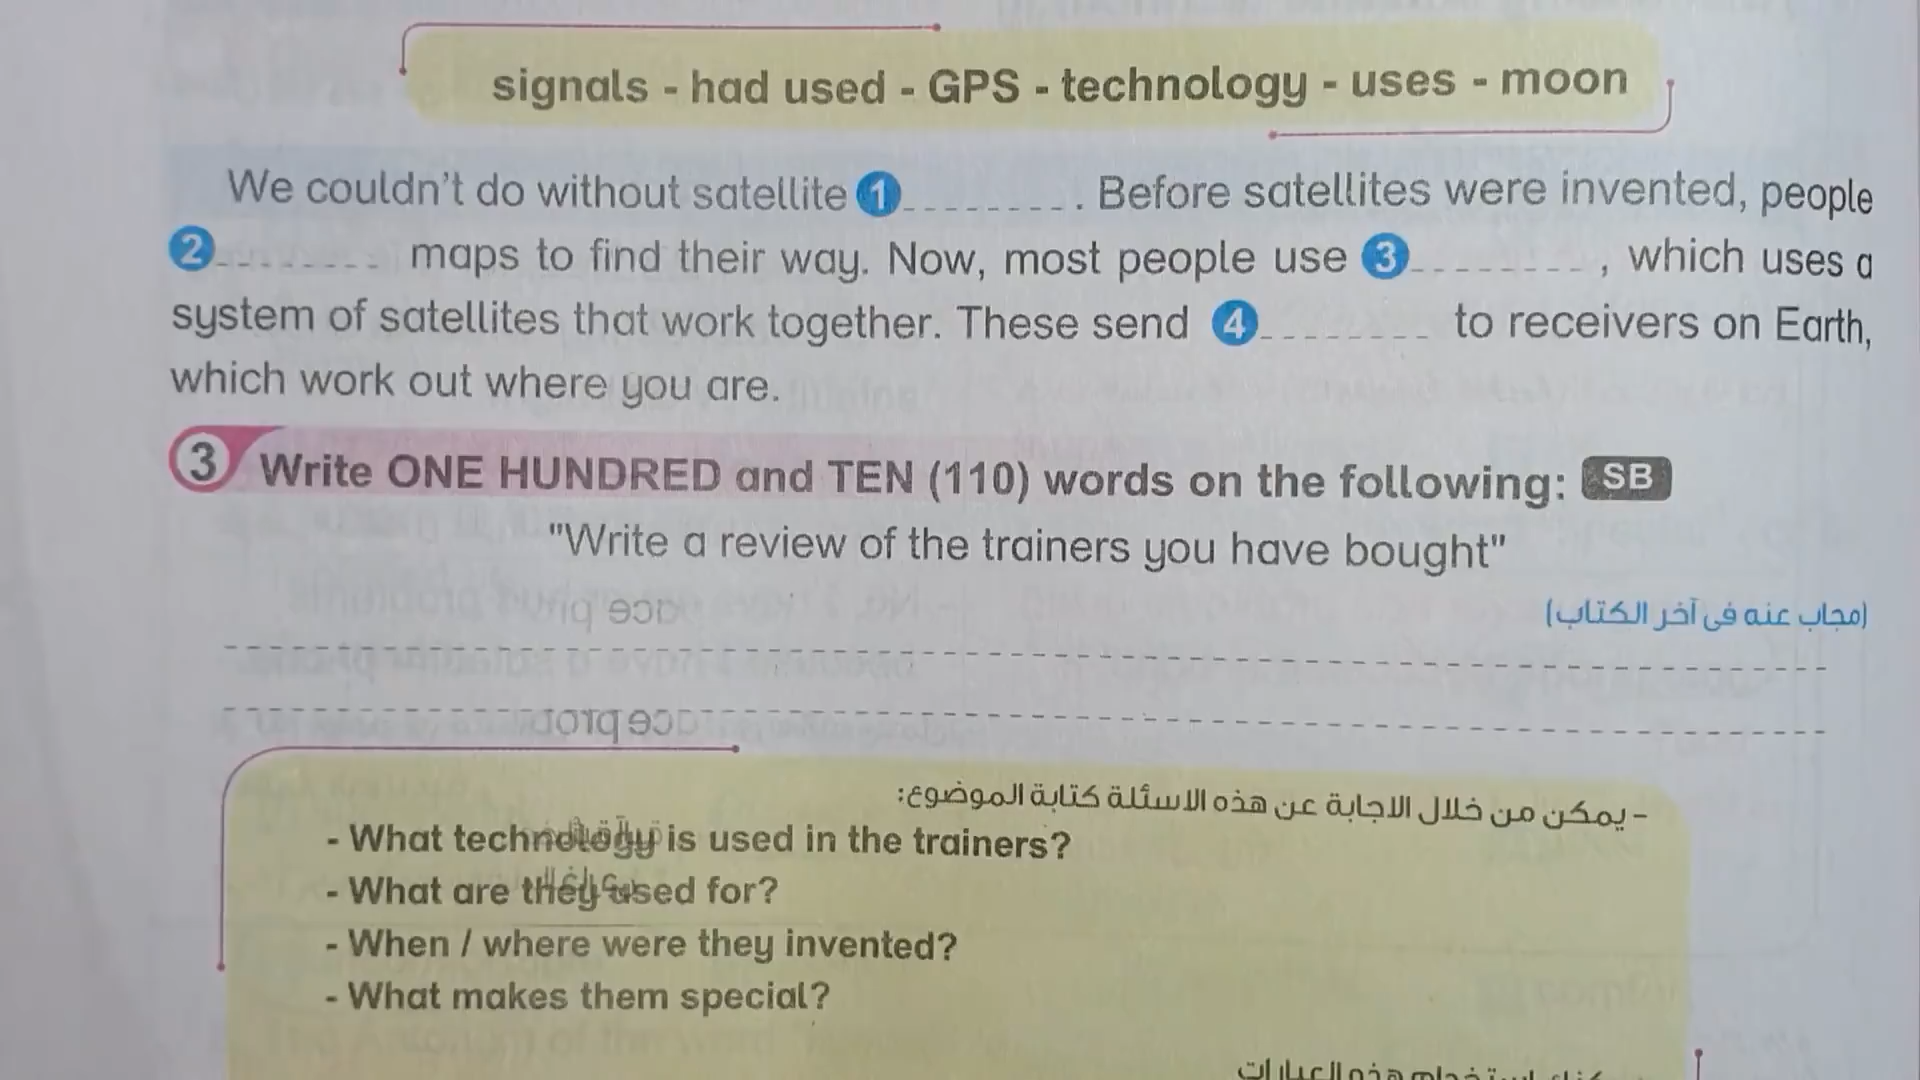 signals - had used - GPS - technology - uses - moon
We couldn't do without satellite 1 ......... . Before satellites were invented, people
2 ......... maps to find their way. Now, most people use 3 ......... , which uses a
system of satellites that work together. These send 4 ......... to receivers on Earth,
which work out where you are.
3 Write ONE HUNDRED and TEN (110) words on the following: SB
"Write a review of the trainers you have bought"
(مجاب عنه فى آخر الكتاب)
- يمكن من خلال الاجابة عن هذه الاسئلة كتابة الموضوع:
- What technology is used in the trainers?
- What are they used for?
- When / where were they invented?
- What makes them special?